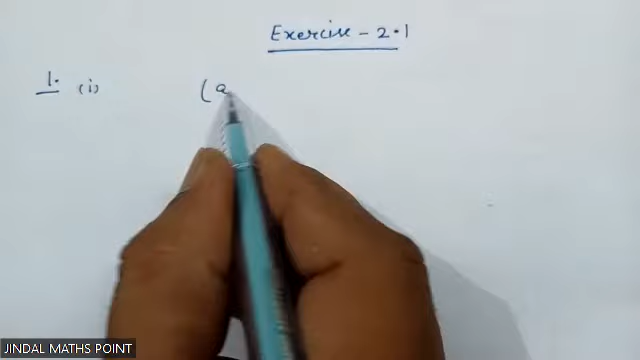 Exercise - 2.1
1. (i) (a
JINDAL MATHS POINT